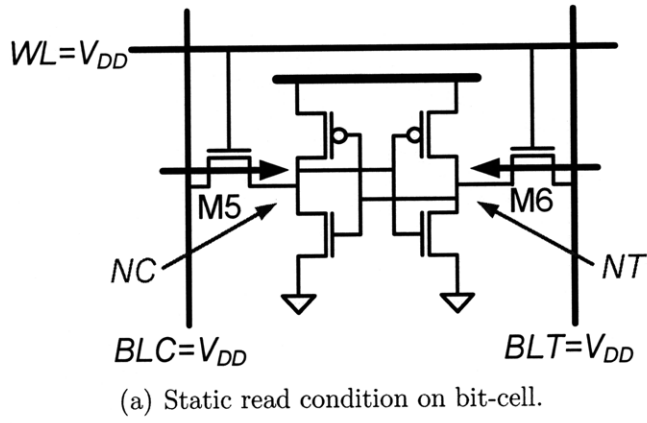 WL=VDD
M5
M6
NC
NT
BLC=VDD
BLT=VDD
(a) Static read condition on bit-cell.